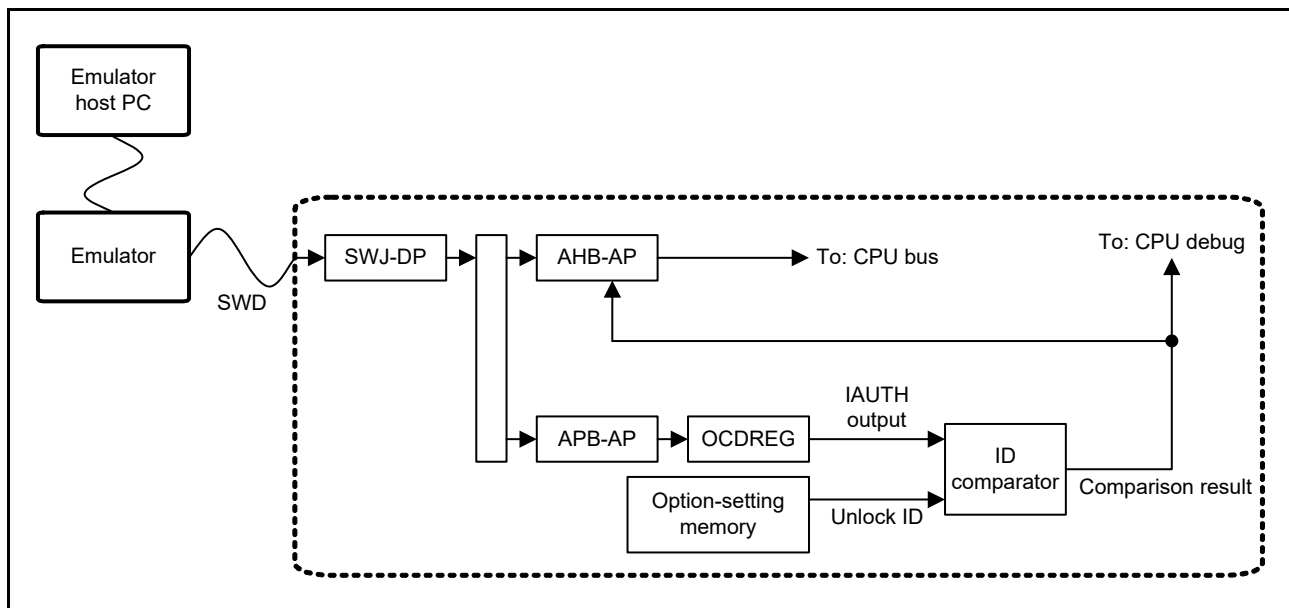 Emulator
host PC
Emulator
SWD
SWJ-DP
AHB-AP
To: CPU bus
To: CPU debug
APB-AP
OCDREG
IAUTH
output
ID
comparator
Comparison result
Option-setting
memory
Unlock ID